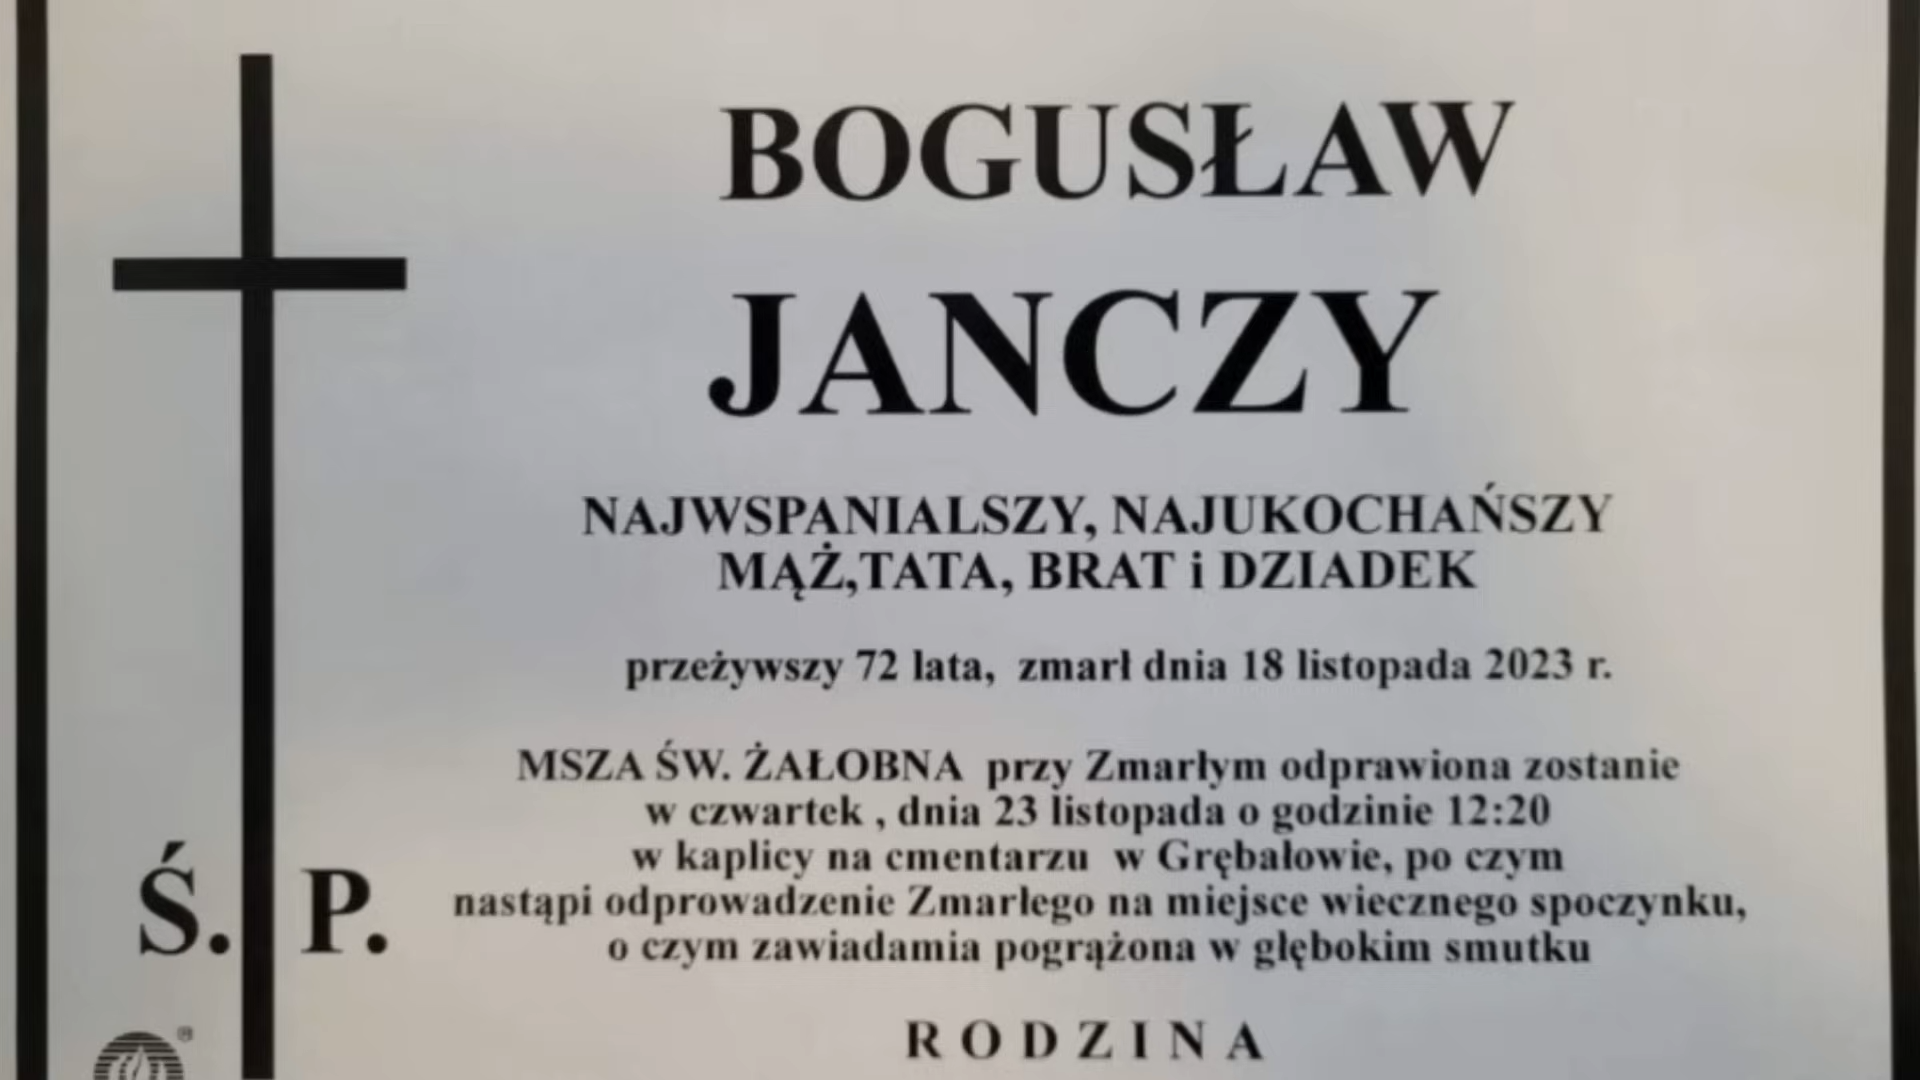 BOGUSŁAW
JANCZY
NAJWSPANIALSZY, NAJUKOCHAŃSZY
MĄŻ,TATA, BRAT i DZIADEK
przeżywszy 72 lata, zmarł dnia 18 listopada 2023 r.
MSZA ŚW. ŻAŁOBNA przy Zmarłym odprawiona zostanie
w czwartek , dnia 23 listopada o godzinie 12:20
w kaplicy na cmentarzu w Grębałowie, po czym
nastąpi odprowadzenie Zmarłego na miejsce wiecznego spoczynku,
o czym zawiadamia pogrążona w głębokim smutku
Ś. P.
R O D Z I N A
®